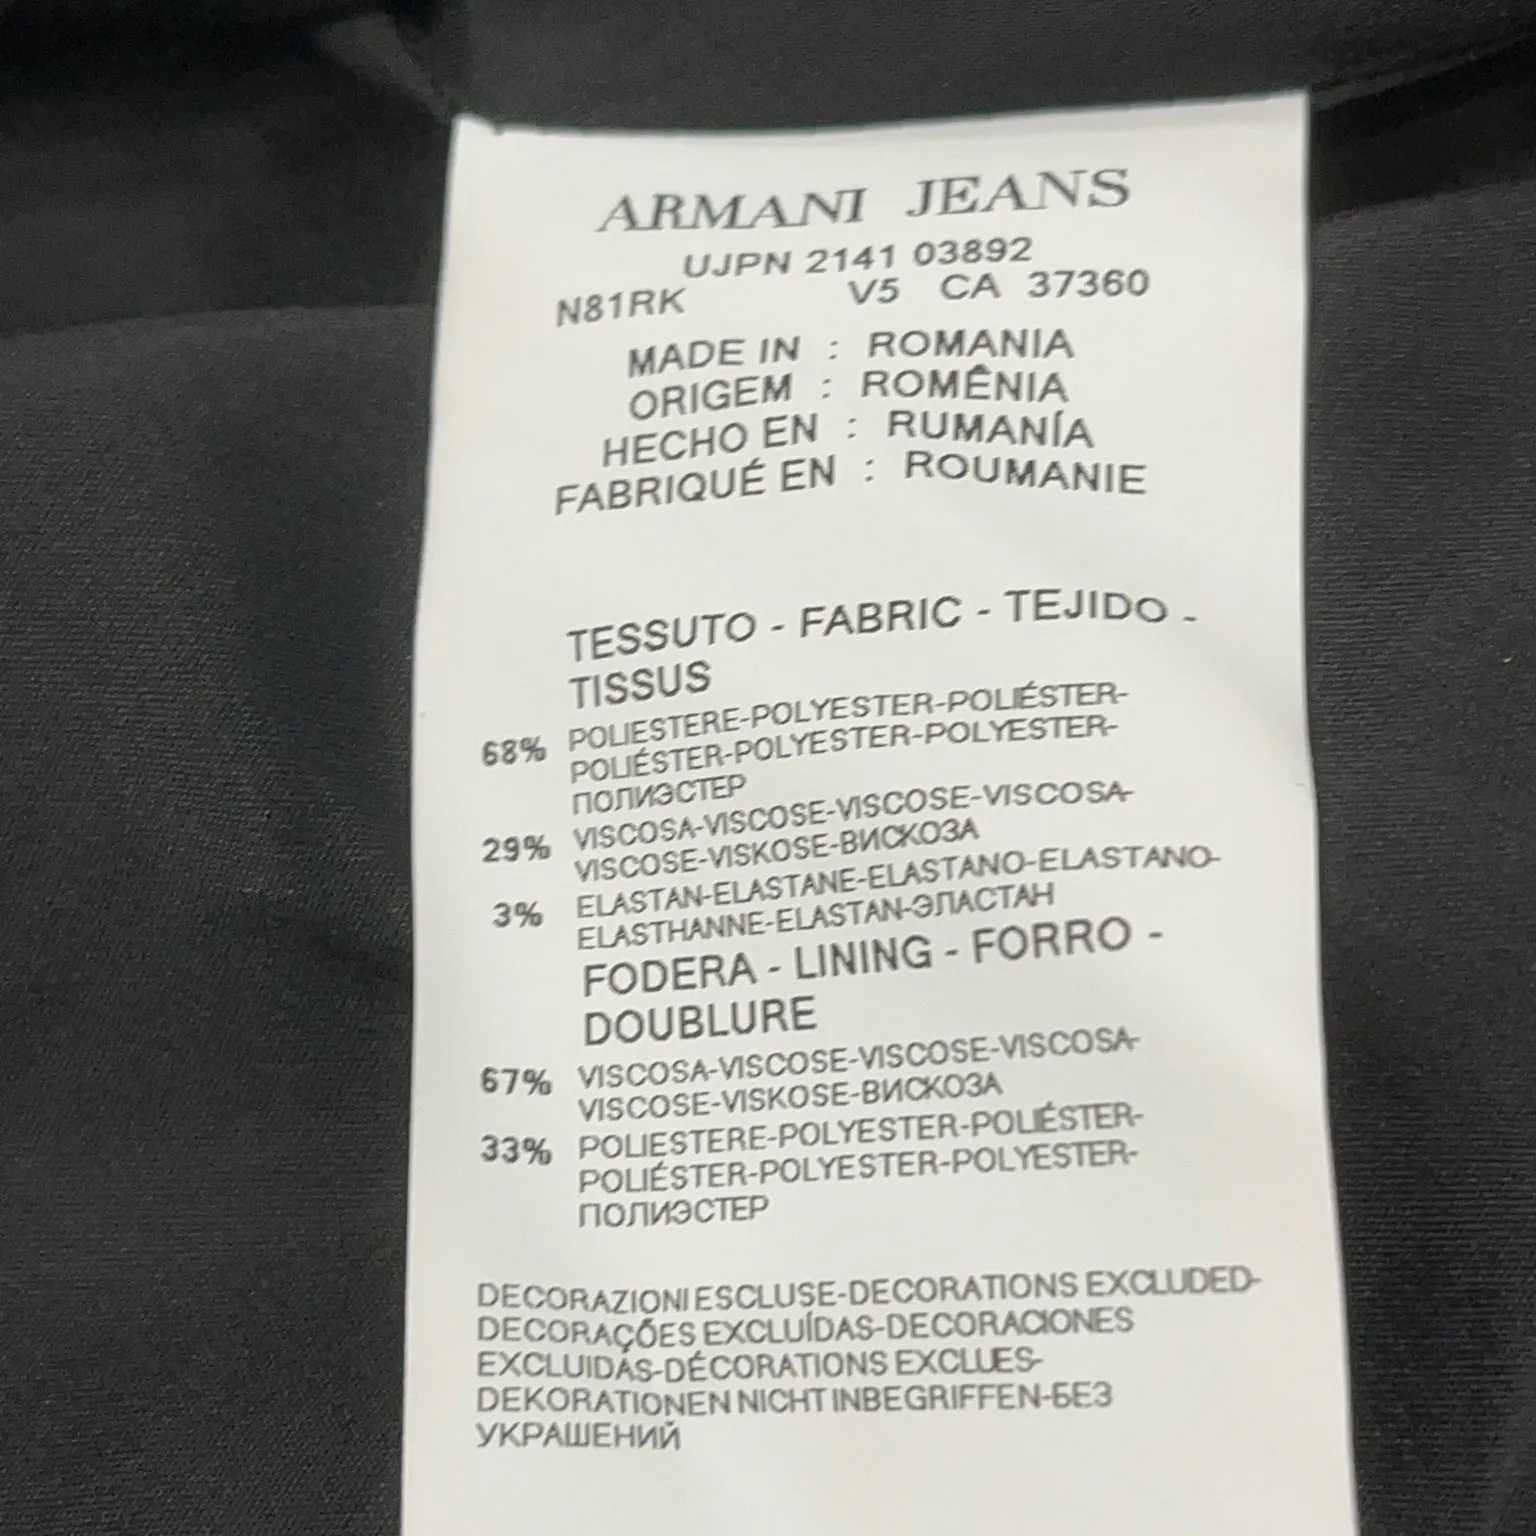 ARMANI JEANS
UJPN 2141 03892
N81RK V5 CA 37360
MADE IN : ROMANIA
ORIGEM : ROMÊNIA
HECHO EN : RUMANÍA
FABRIQUÉ EN : ROUMANIE
TESSUTO - FABRIC - TEJIDO -
TISSUS
68% POLIESTERE-POLYESTER-POLIÉSTER-
POLIÉSTER-POLYESTER-POLYESTER-
ПОЛИЭСТЕР
29% VISCOSA-VISCOSE-VISCOSE-VISCOSA-
VISCOSE-VISKOSE-ВИСКОЗА
3% ELASTAN-ELASTANE-ELASTANO-ELASTANO-
ELASTHANNE-ELASTAN-ЭЛАСТАН
FODERA - LINING - FORRO -
DOUBLURE
67% VISCOSA-VISCOSE-VISCOSE-VISCOSA-
VISCOSE-VISKOSE-ВИСКОЗА
33% POLIESTERE-POLYESTER-POLIÉSTER-
POLIÉSTER-POLYESTER-POLYESTER-
ПОЛИЭСТЕР
DECORAZIONI ESCLUSE-DECORATIONS EXCLUDED-
DECORAÇÕES EXCLUÍDAS-DECORACIONES
EXCLUIDAS-DÉCORATIONS EXCLUES-
DEKORATIONEN NICHT INBEGRIFFEN-БЕЗ
УКРАШЕНИЙ